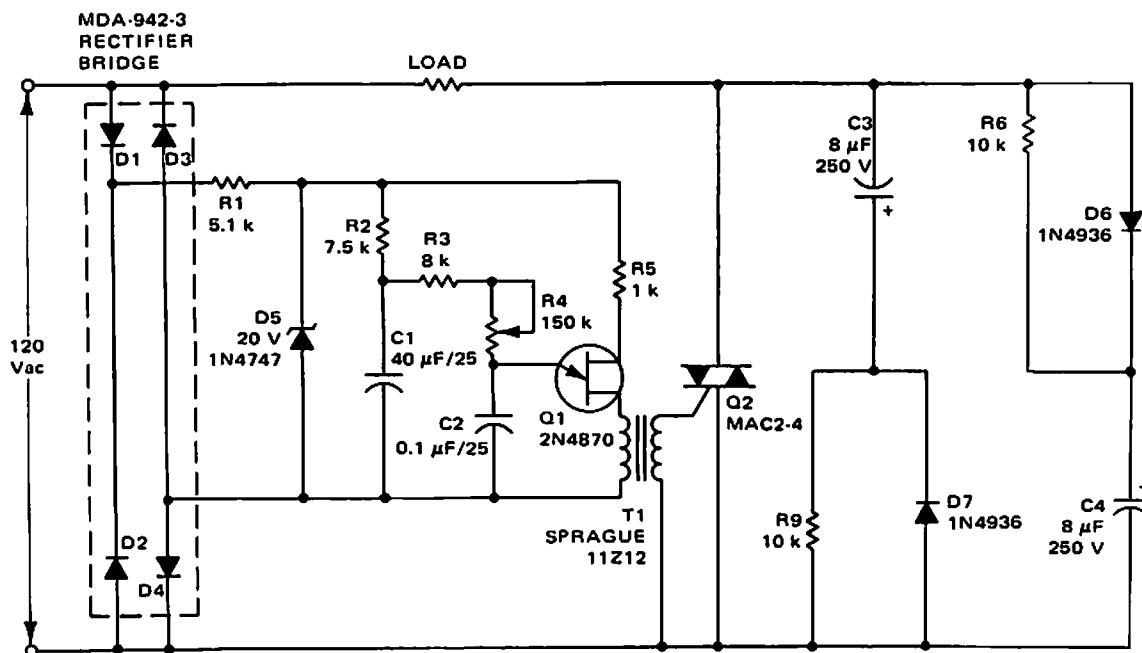 MDA-942-3
RECTIFIER
BRIDGE
LOAD
D1
D3
R1
5.1 k
R2
7.5 k
R3
8 k
R4
150 k
R5
1 k
C3
8 μF
250 V
+
R6
10 k
D6
1N4936
120
Vac
D5
20 V
1N4747
C1
40 μF/25
C2
0.1 μF/25
Q1
2N4870
Q2
MAC2-4
T1
SPRAGUE
11Z12
R9
10 k
D7
1N4936
C4
8 μF
250 V
+
D2
D4